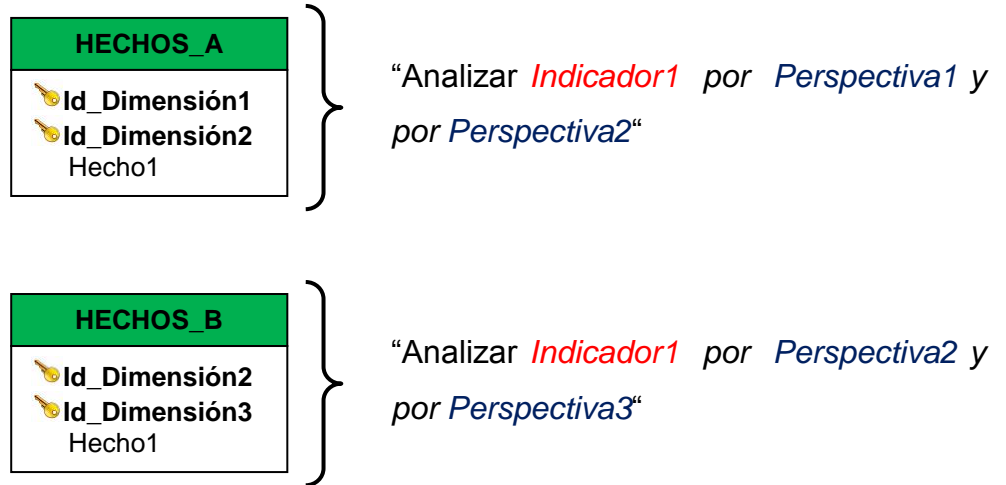 HECHOS_A
Id_Dimensión1
Id_Dimensión2
Hecho1
“Analizar Indicador1 por Perspectiva1 y
por Perspectiva2“
HECHOS_B
Id_Dimensión2
Id_Dimensión3
Hecho1
“Analizar Indicador1 por Perspectiva2 y
por Perspectiva3“